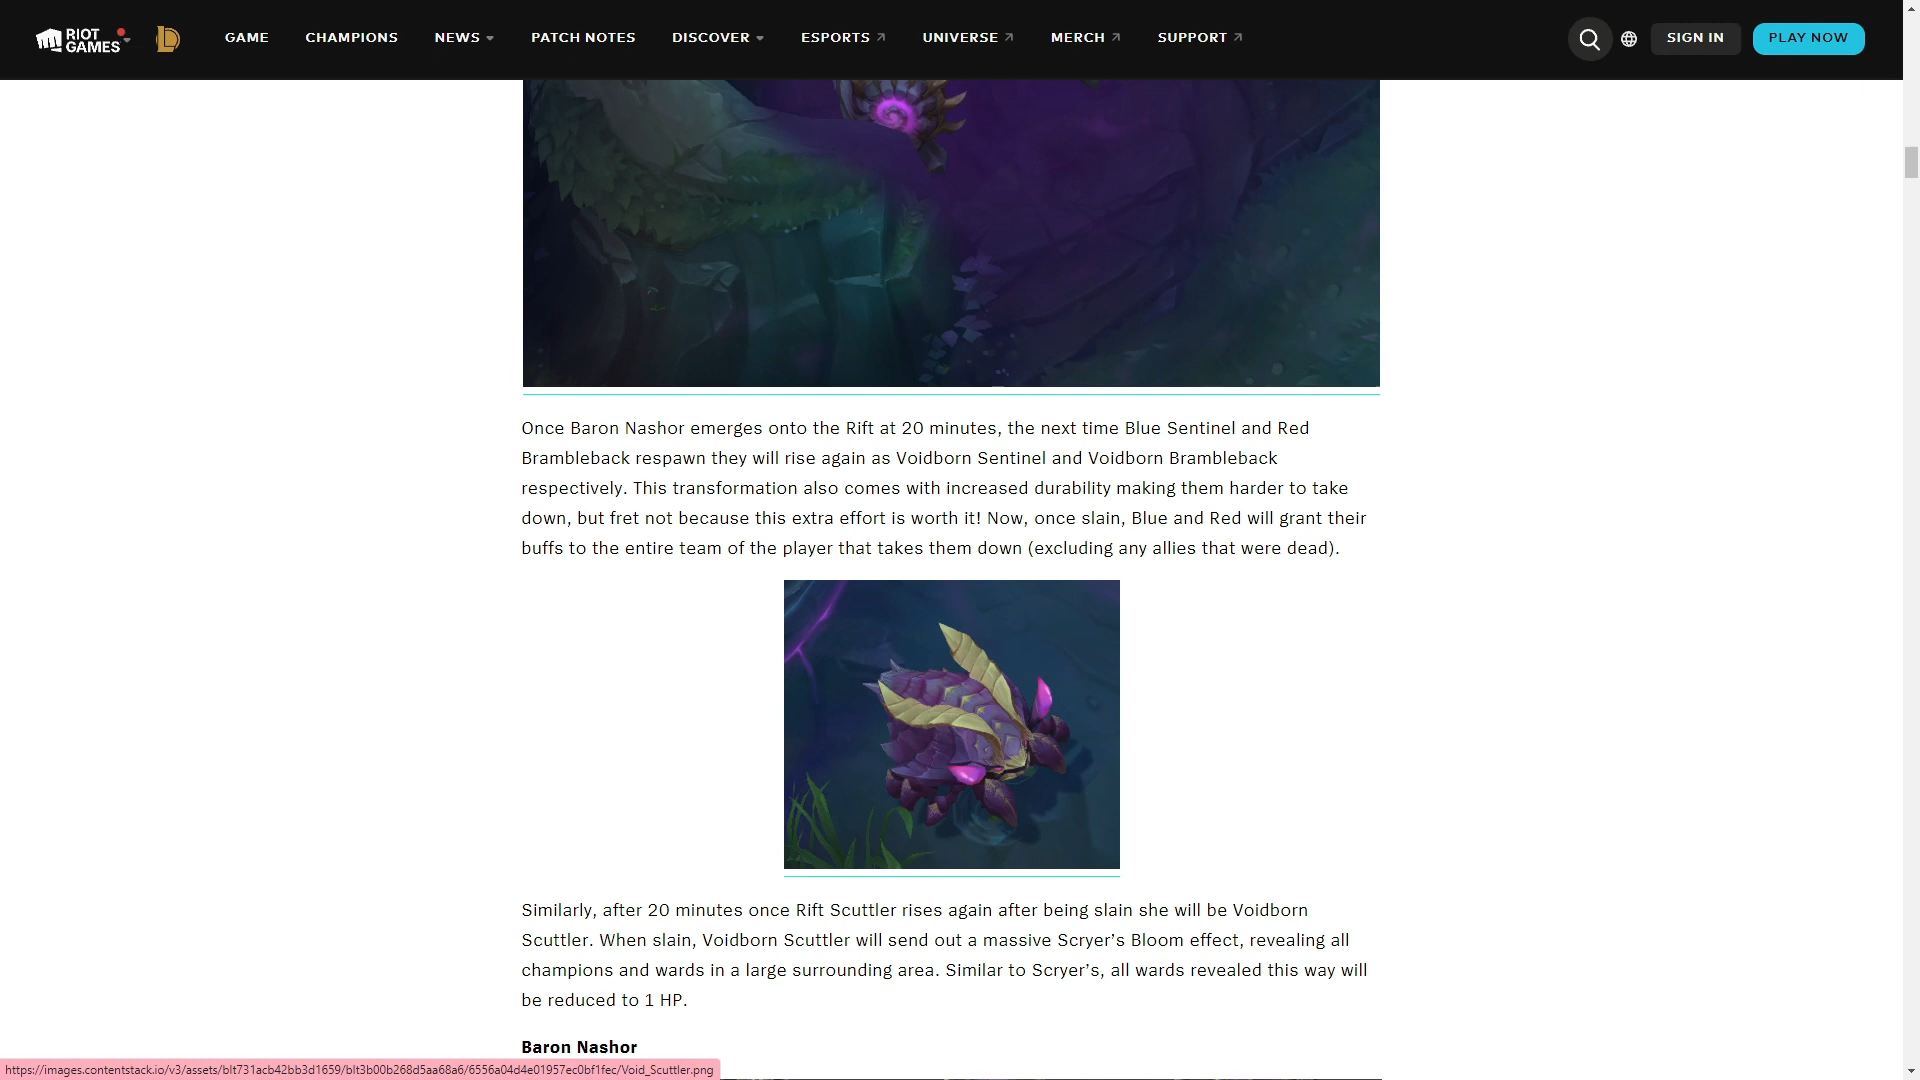 RIOT GAMES
GAME
CHAMPIONS
NEWS
PATCH NOTES
DISCOVER
ESPORTS
UNIVERSE
MERCH
SUPPORT
SIGN IN
PLAY NOW
Once Baron Nashor emerges onto the Rift at 20 minutes, the next time Blue Sentinel and Red
Brambleback respawn they will rise again as Voidborn Sentinel and Voidborn Brambleback
respectively. This transformation also comes with increased durability making them harder to take
down, but fret not because this extra effort is worth it! Now, once slain, Blue and Red will grant their
buffs to the entire team of the player that takes them down (excluding any allies that were dead).
Similarly, after 20 minutes once Rift Scuttler rises again after being slain she will be Voidborn
Scuttler. When slain, Voidborn Scuttler will send out a massive Scryer’s Bloom effect, revealing all
champions and wards in a large surrounding area. Similar to Scryer’s, all wards revealed this way will
be reduced to 1 HP.
Baron Nashor
https://images.contentstack.io/v3/assets/blt731acb42bb3d1659/blt3b00b268d5aa68a6/6556a04d4e01957ec0bf1fec/Void_Scuttler.png